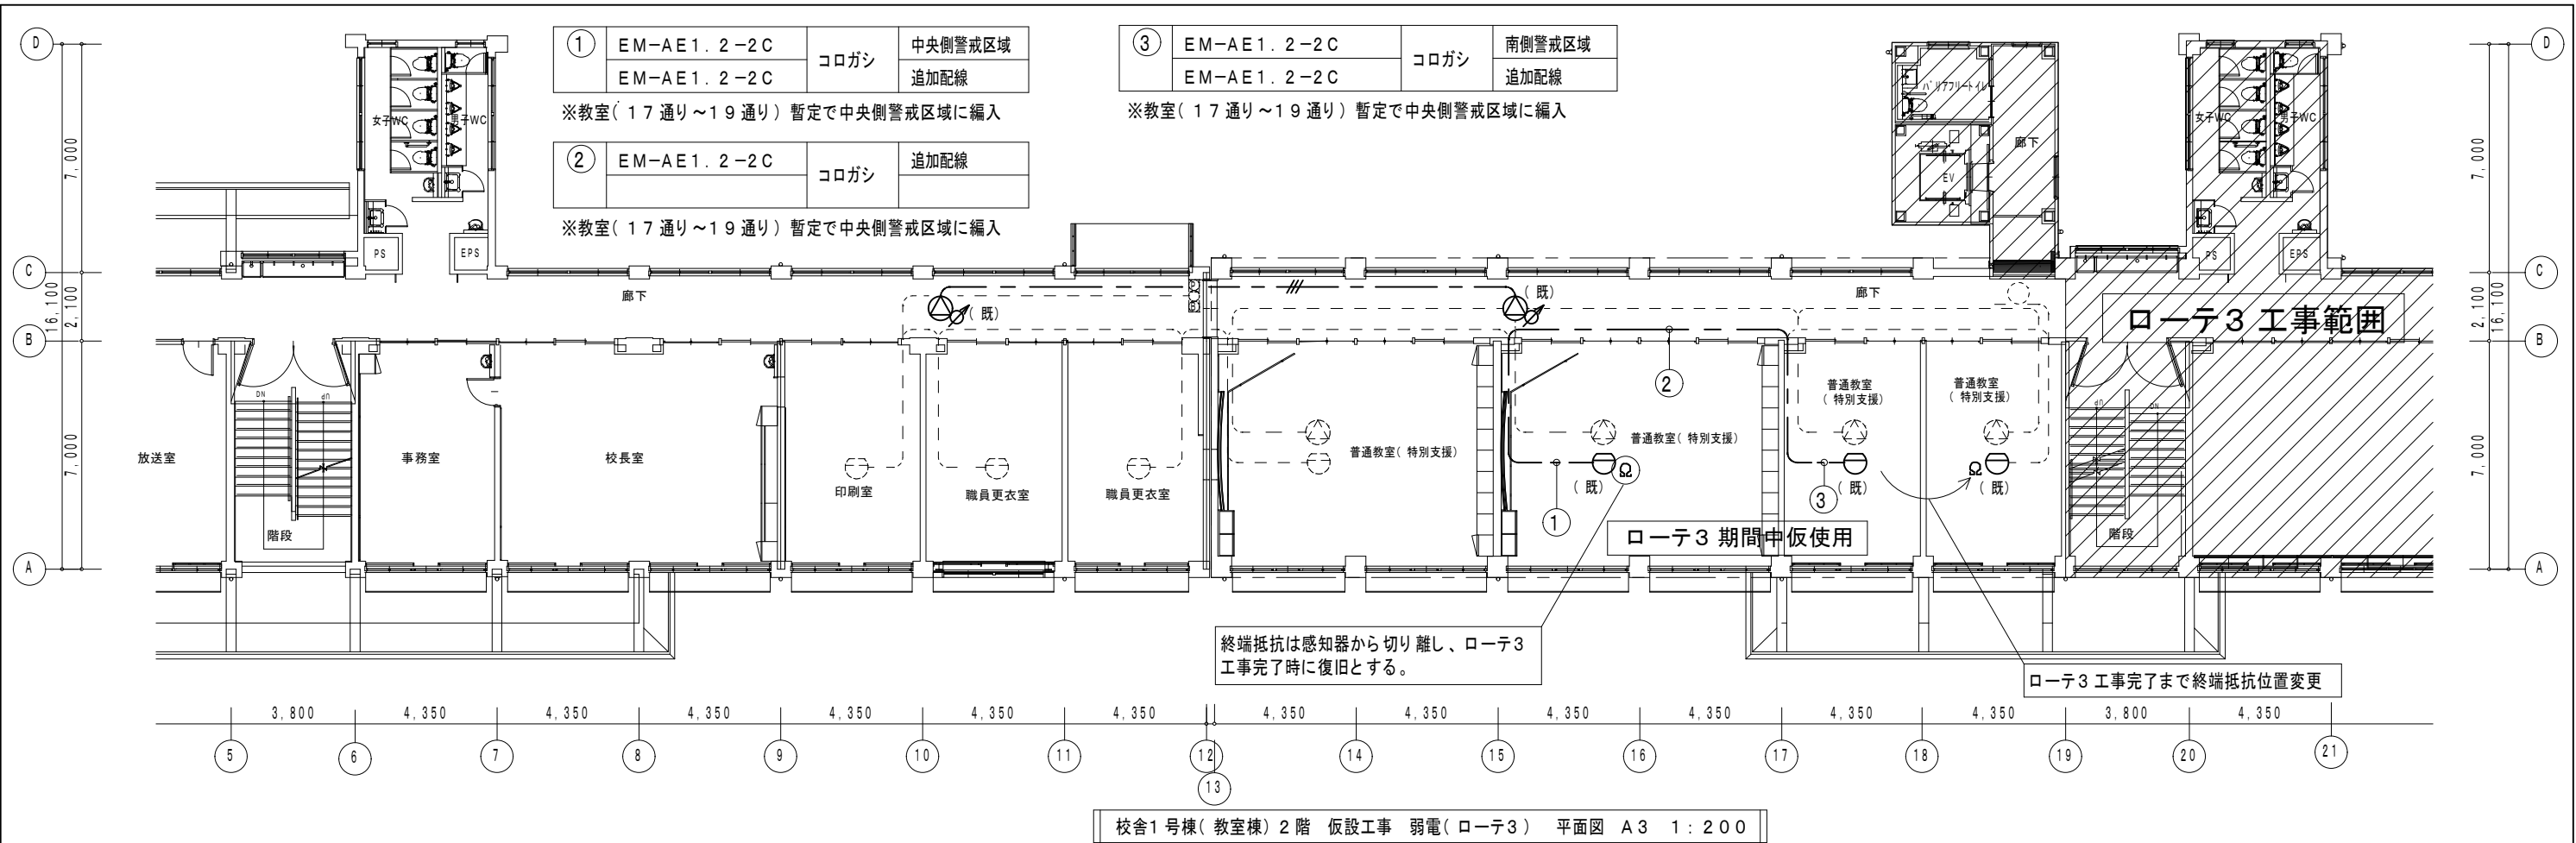 ① EM-AE1.2-2C コロガシ 中央側警戒区域
EM-AE1.2-2C 追加配線
※教室(17通り~19通り)暫定で中央側警戒区域に編入
② EM-AE1.2-2C コロガシ 追加配線
※教室(17通り~19通り)暫定で中央側警戒区域に編入
③ EM-AE1.2-2C コロガシ 南側警戒区域
EM-AE1.2-2C 追加配線
※教室(17通り~19通り)暫定で中央側警戒区域に編入
D
D
7,000
7,000
女子WC
男子WC
バリアフリートイレ
廊下
EV
女子WC
男子WC
PS
EPS
PS
EPS
C
C
16,100
2,100
2,100
16,100
廊下
(既)
(既)
廊下
ローテ3工事範囲
B
B
DN
UP
②
普通教室
(特別支援)
普通教室
(特別支援)
UP
DN
7,000
7,000
放送室
事務室
校長室
印刷室
職員更衣室
職員更衣室
普通教室(特別支援)
普通教室(特別支援)
Ω
(既)
(既)
Ω
(既)
①
③
階段
階段
ローテ3期間中仮使用
A
A
終端抵抗は感知器から切り離し、ローテ3
工事完了時に復旧とする。
ローテ3工事完了まで終端抵抗位置変更
3,800
4,350
4,350
4,350
4,350
4,350
4,350
4,350
4,350
4,350
4,350
4,350
4,350
3,800
4,350
5
6
7
8
9
10
11
12
13
14
15
16
17
18
19
20
21
校舎1号棟(教室棟)2階 仮設工事 弱電(ローテ3) 平面図 A3 1:200